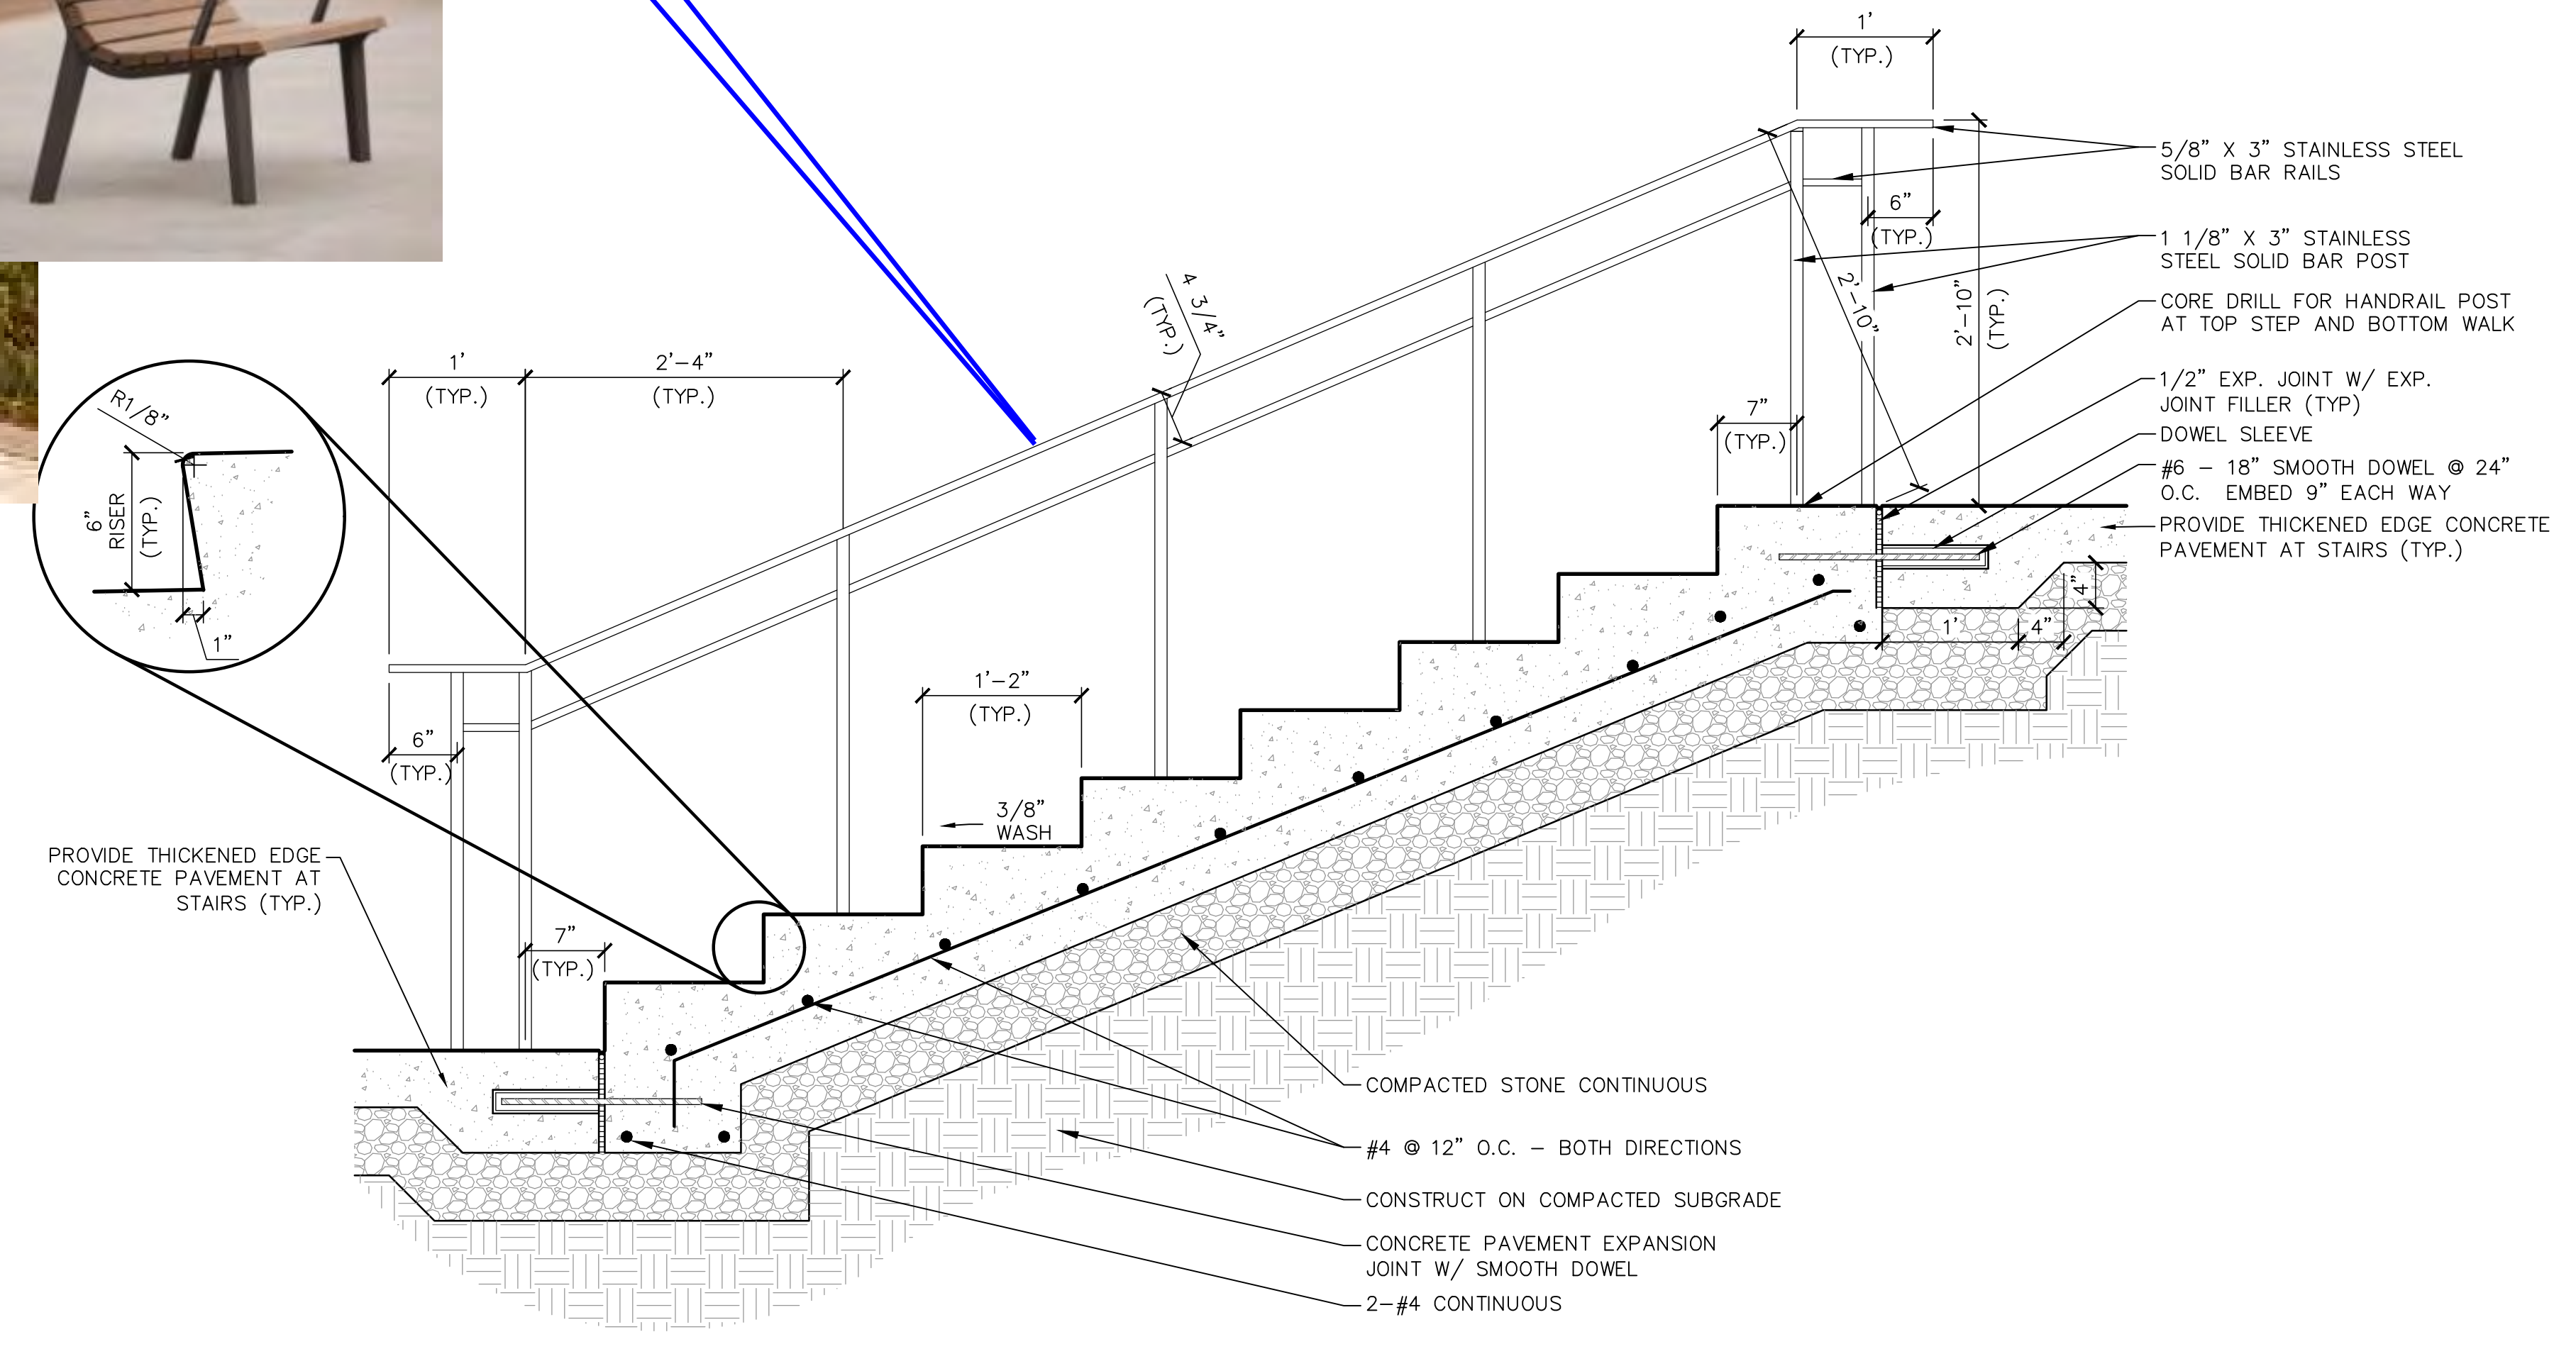 1'
(TYP.)
5/8” X 3” STAINLESS STEEL
SOLID BAR RAILS
6”
(TYP.)
1 1/8” X 3” STAINLESS
STEEL SOLID BAR POST
2'-10”
2'-10”
(TYP.)
CORE DRILL FOR HANDRAIL POST
AT TOP STEP AND BOTTOM WALK
4 3/4”
(TYP.)
1'
(TYP.)
2'-4”
(TYP.)
1/2” EXP. JOINT W/ EXP.
JOINT FILLER (TYP)
7”
(TYP.)
DOWEL SLEEVE
#6 - 18” SMOOTH DOWEL @ 24”
O.C. EMBED 9” EACH WAY
PROVIDE THICKENED EDGE CONCRETE
PAVEMENT AT STAIRS (TYP.)
R1/8”
6”
RISER
(TYP.)
1”
4”
1'
4”
1'-2”
(TYP.)
6”
(TYP.)
3/8”
WASH
PROVIDE THICKENED EDGE
CONCRETE PAVEMENT AT
STAIRS (TYP.)
7”
(TYP.)
COMPACTED STONE CONTINUOUS
#4 @ 12” O.C. - BOTH DIRECTIONS
CONSTRUCT ON COMPACTED SUBGRADE
CONCRETE PAVEMENT EXPANSION
JOINT W/ SMOOTH DOWEL
2-#4 CONTINUOUS